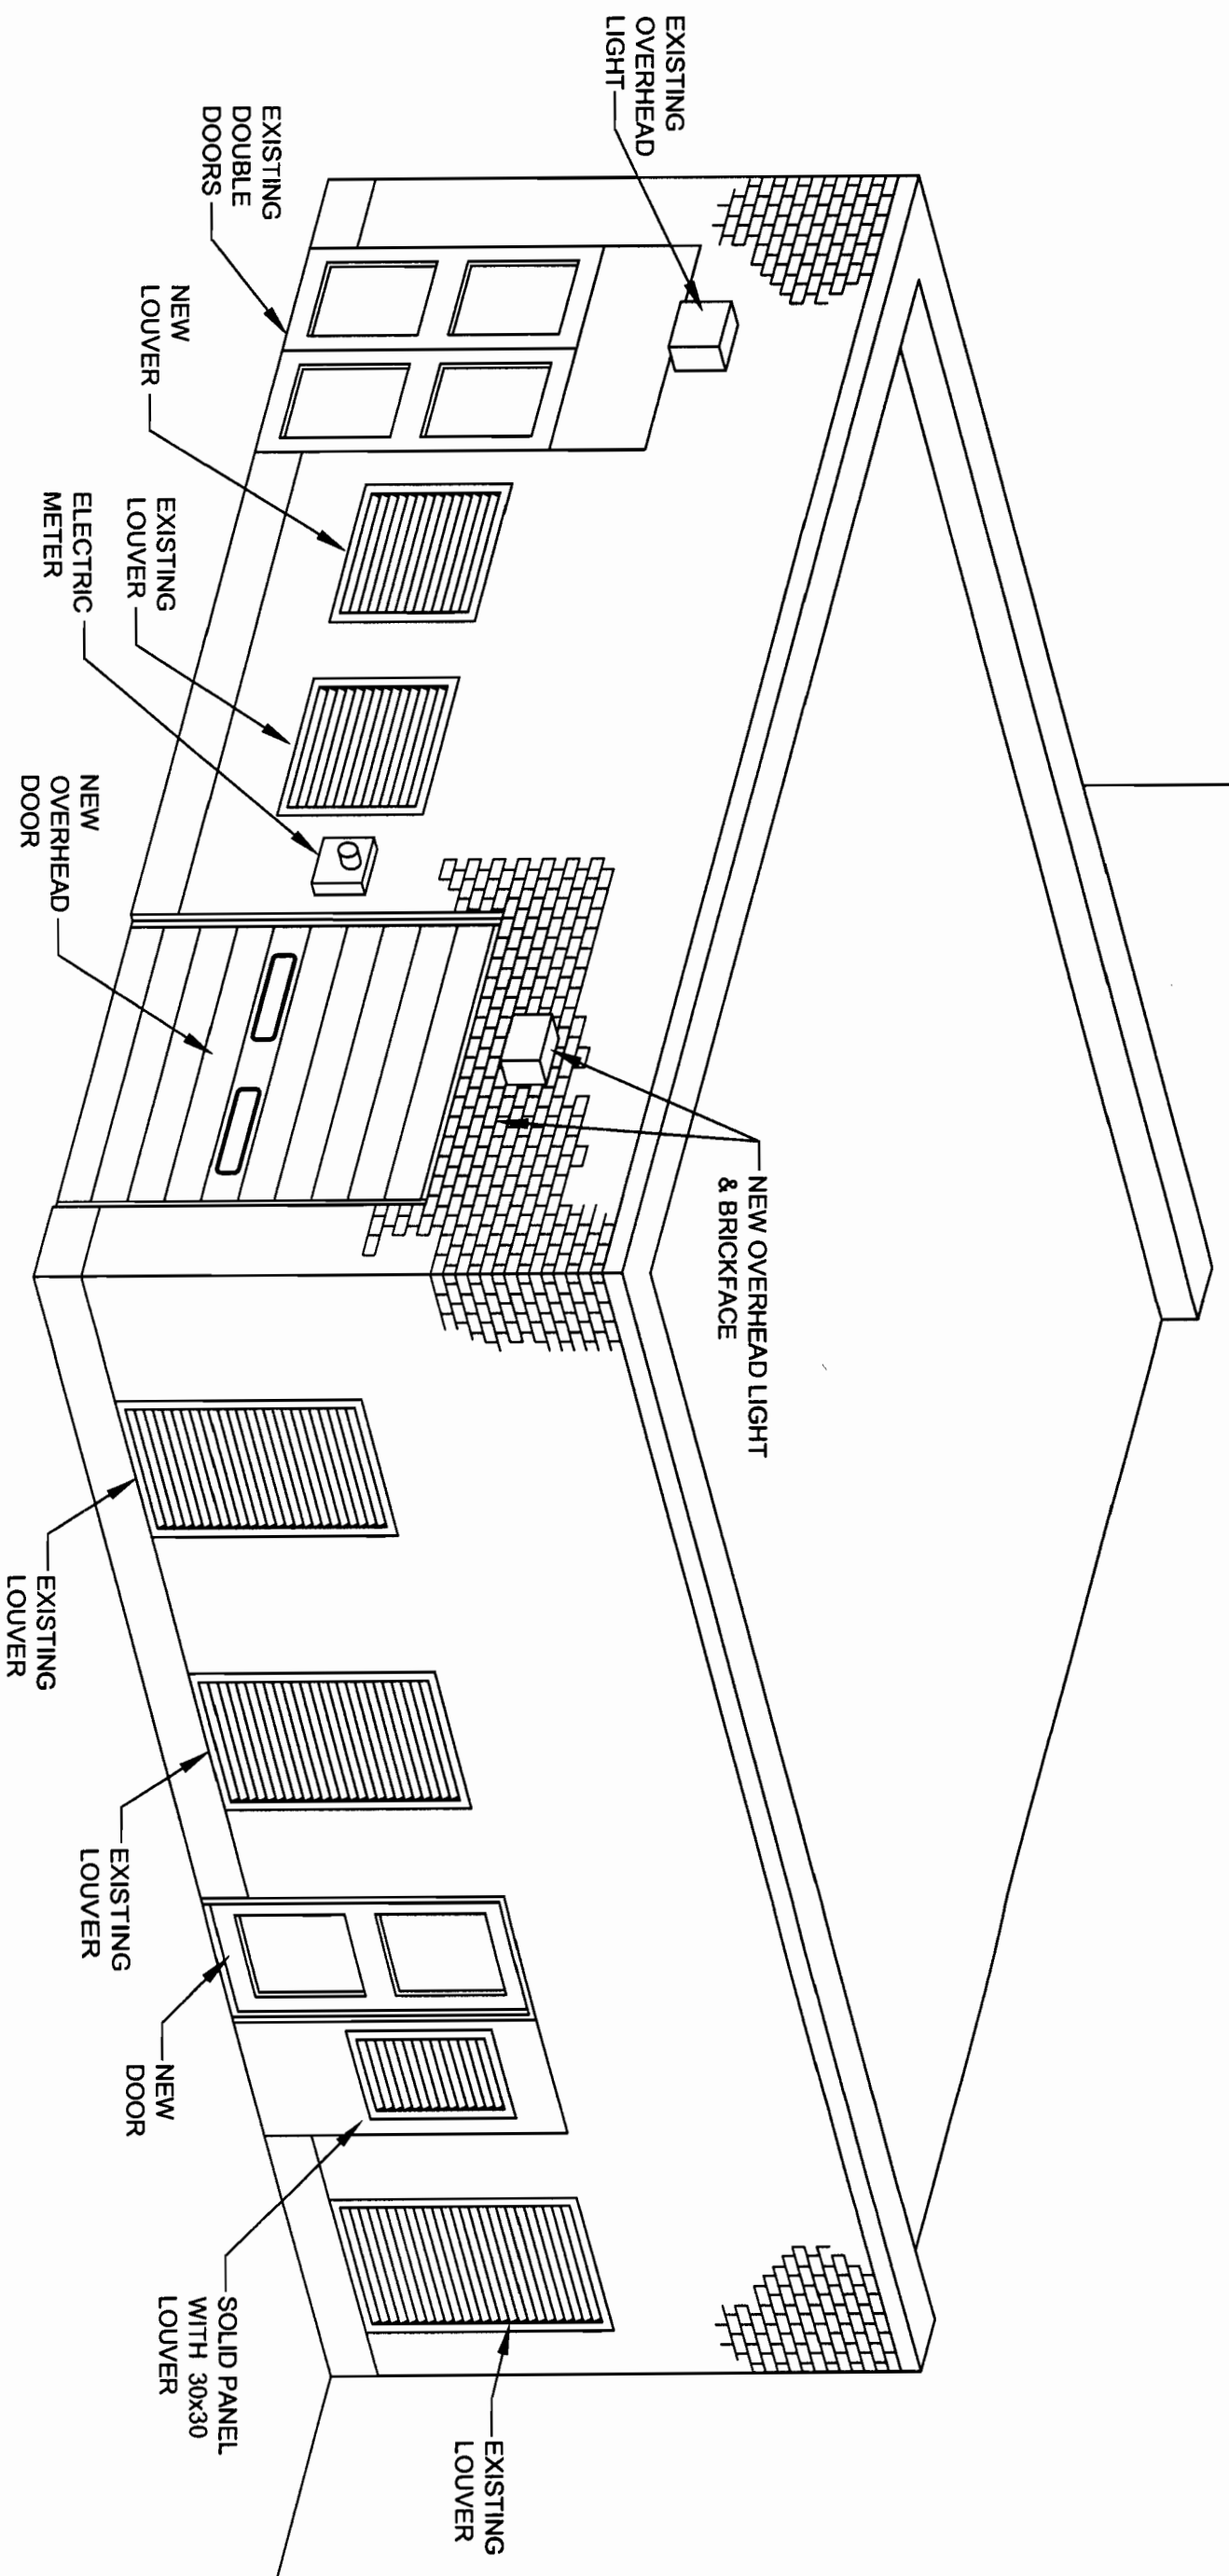 EXISTING
OVERHEAD
LIGHT
EXISTING
DOUBLE
DOORS
NEW
LOUVER
EXISTING
LOUVER
ELECTRIC
METER
NEW
OVERHEAD
DOOR
NEW OVERHEAD LIGHT
& BRICKFACE
EXISTING
LOUVER
EXISTING
LOUVER
NEW
DOOR
SOLID PANEL
WITH 30x30
LOUVER
EXISTING
LOUVER